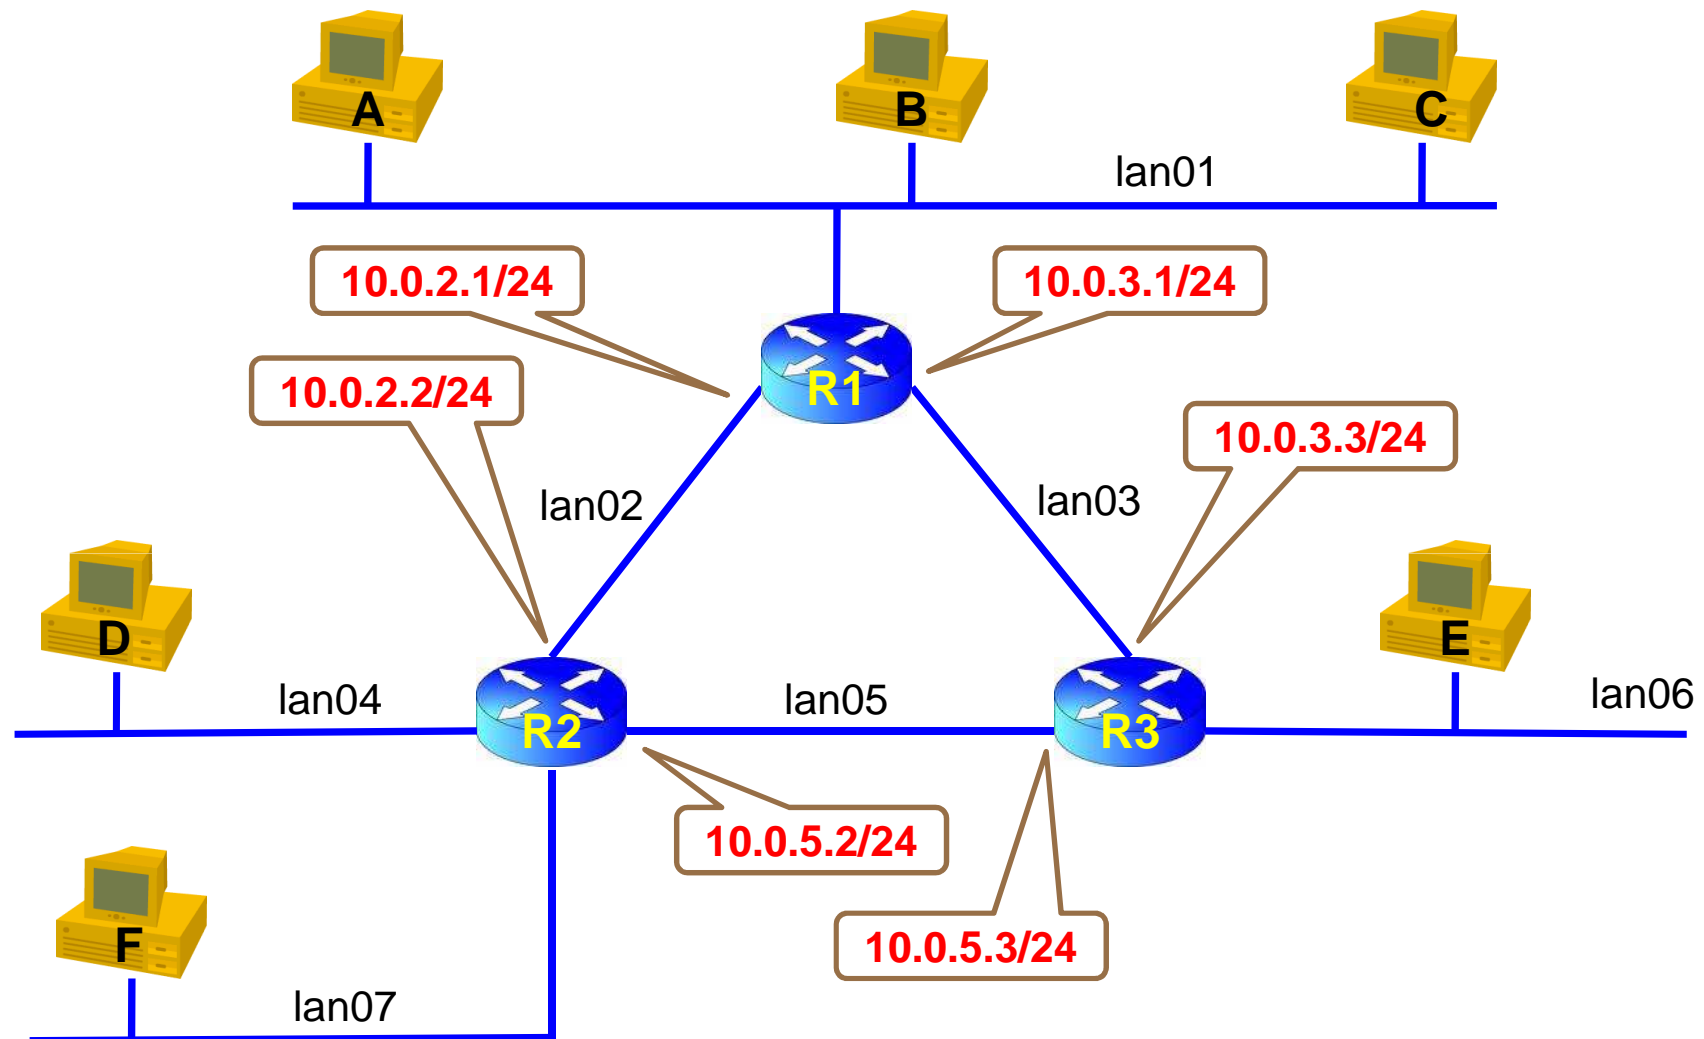 A
B
C
lan01
10.0.2.1/24
10.0.3.1/24
R1
10.0.2.2/24
10.0.3.3/24
lan02
lan03
D
E
lan04
lan05
lan06
R2
R3
10.0.5.2/24
F
10.0.5.3/24
lan07